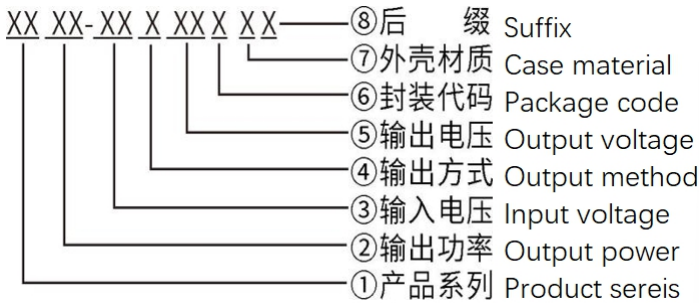 XX XX-XX X XX X XX ⑧后 缀 Suffix
⑦外壳材质 Case material
⑥封装代码 Package code
⑤输出电压 Output voltage
④输出方式 Output method
③输入电压 Input voltage
②输出功率 Output power
①产品系列 Product sereis